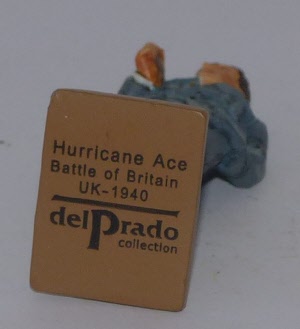 Hurricane Ace
Battle of Britain
UK-1940
delPrado
collection